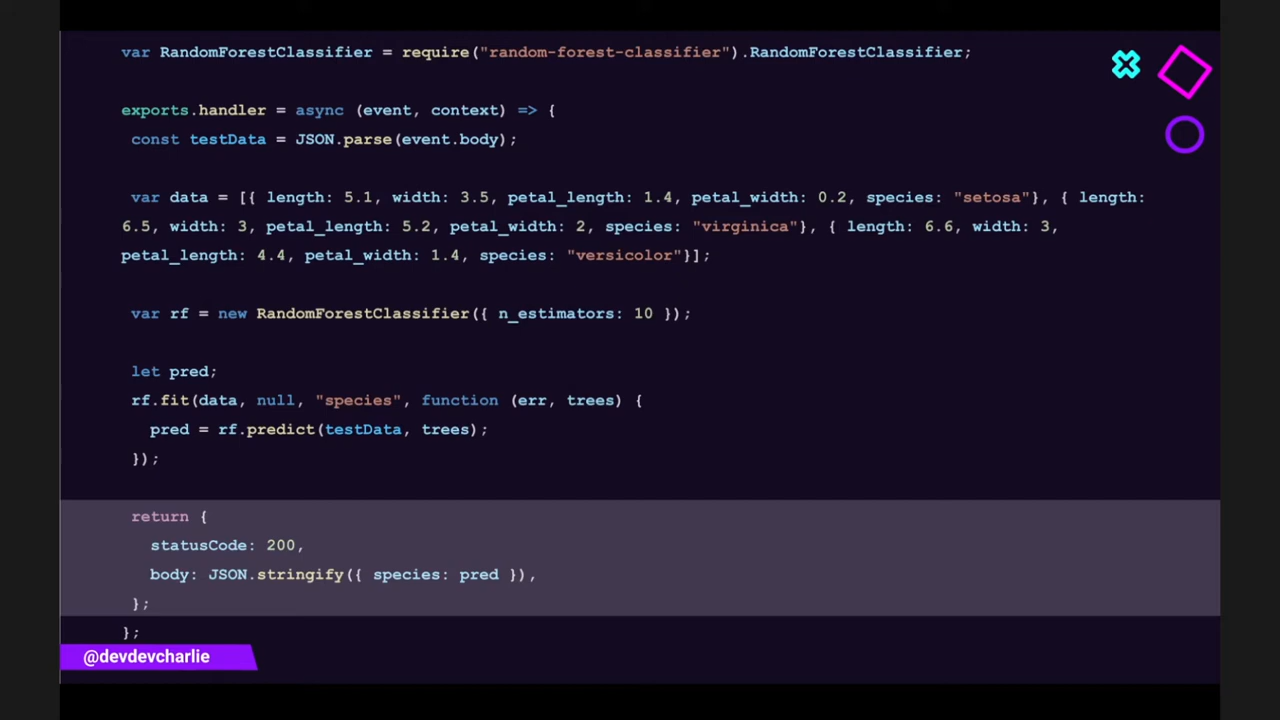 var RandomForestClassifier = require("random-forest-classifier").RandomForestClassifier;
exports.handler = async (event, context) => {
const testData = JSON.parse(event.body);
var data = [{ length: 5.1, width: 3.5, petal_length: 1.4, petal_width: 0.2, species: "setosa"}, { length:
6.5, width: 3, petal_length: 5.2, petal_width: 2, species: "virginica"}, { length: 6.6, width: 3,
petal_length: 4.4, petal_width: 1.4, species: "versicolor"}];
var rf = new RandomForestClassifier({ n_estimators: 10 });
let pred;
rf.fit(data, null, "species", function (err, trees) {
pred = rf.predict(testData, trees);
});
return {
statusCode: 200,
body: JSON.stringify({ species: pred }),
};
};
@devdevcharlie